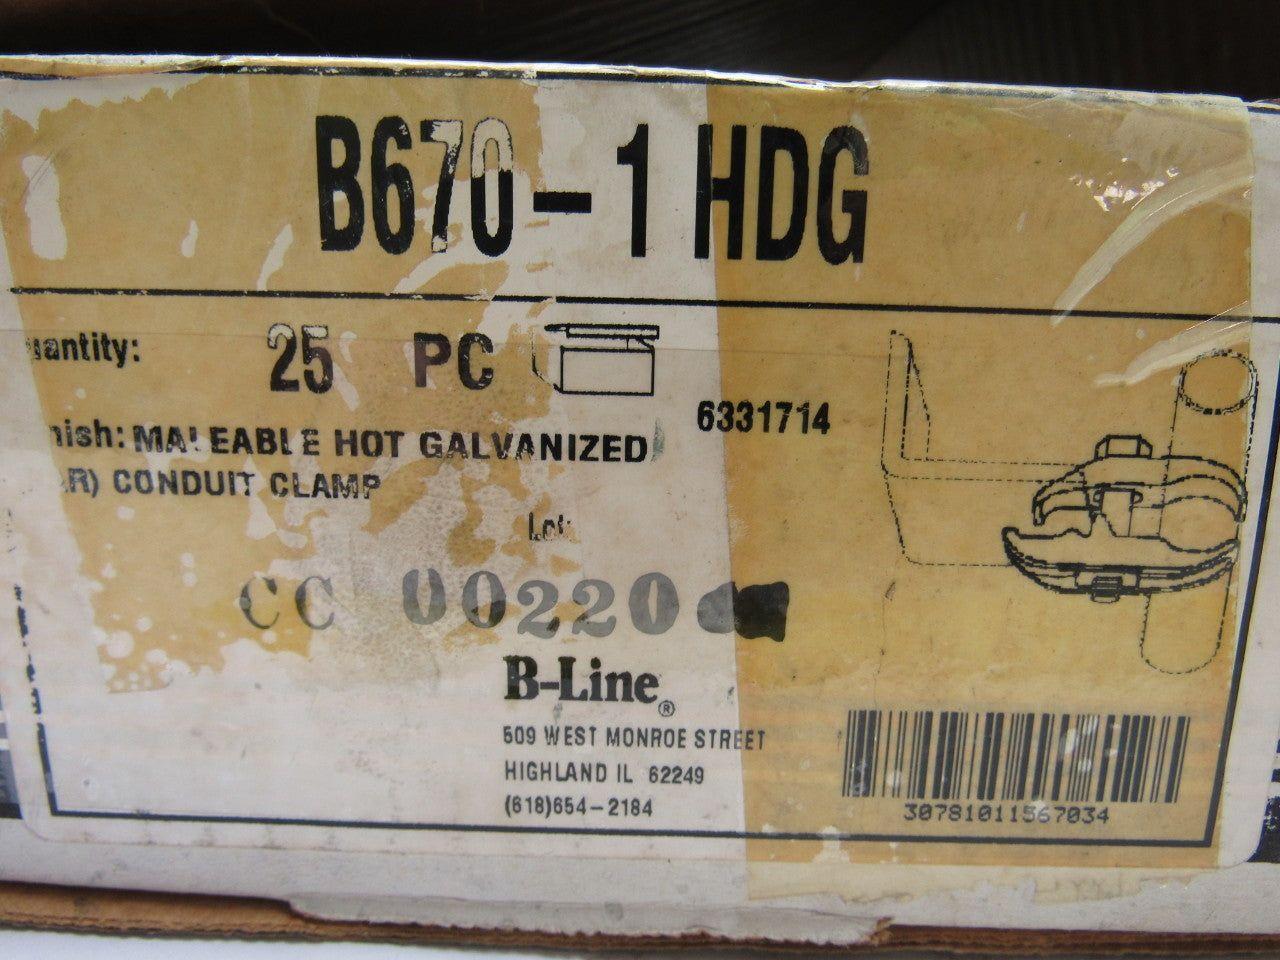 B670-1 HDG
Quantity: 25 PC
nish: MALEABLE HOT GALVANIZED
R) CONDUIT CLAMP
6331714
Lot:
CC 00220
B-Line®
509 WEST MONROE STREET
HIGHLAND IL 62249
(618)654-2184
30781011567034